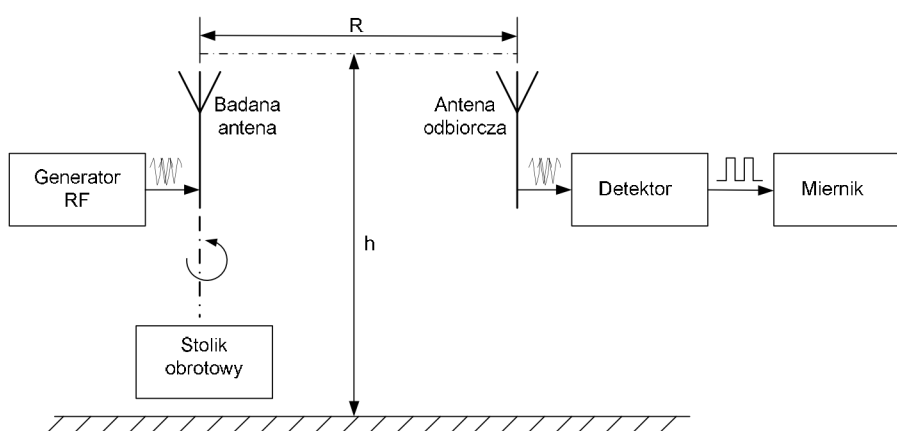 R
Badana
antena
Antena
odbiorcza
Generator
RF
Detektor
Miernik
h
Stolik
obrotowy